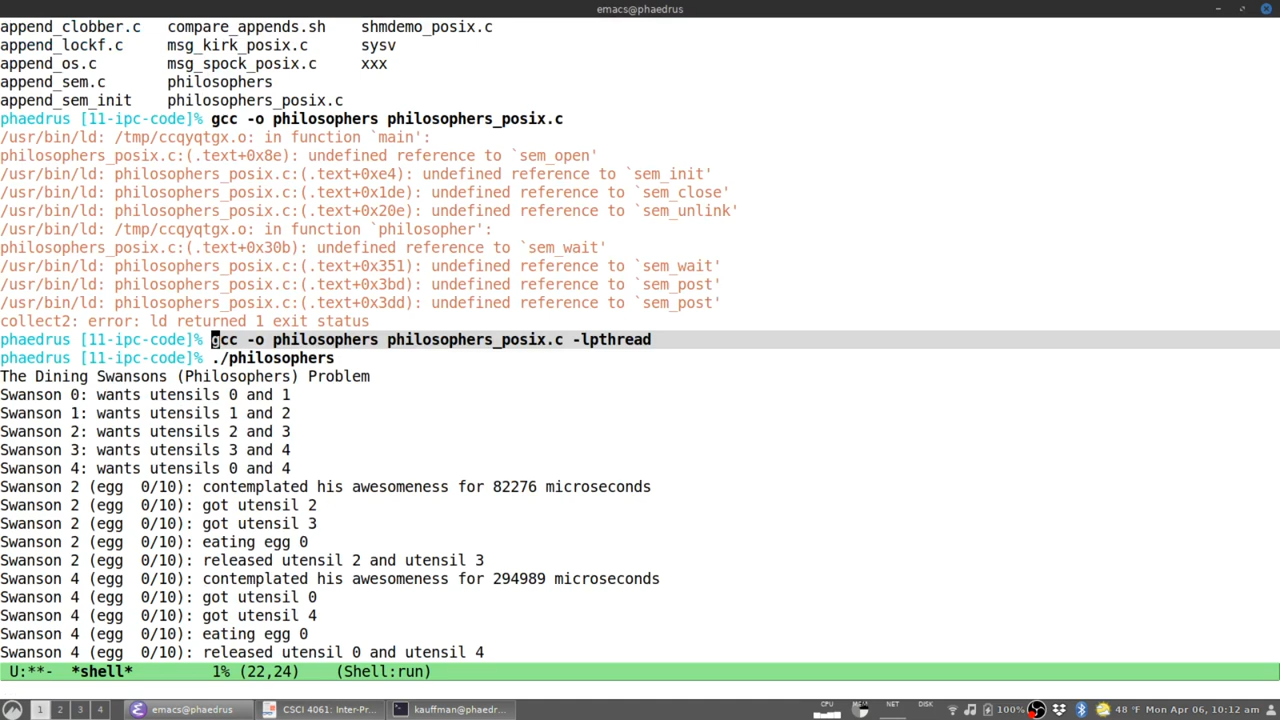 emacs@phaedrus
append_clobber.c   compare_appends.sh    shmdemo_posix.c
append_lockf.c     msg_kirk_posix.c      sysv
append_os.c        msg_spock_posix.c     xxx
append_sem.c       philosophers
append_sem_init    philosophers_posix.c
phaedrus [11-ipc-code]% gcc -o philosophers philosophers_posix.c
/usr/bin/ld: /tmp/ccqyqtgx.o: in function `main':
philosophers_posix.c:(.text+0x8e): undefined reference to `sem_open'
/usr/bin/ld: philosophers_posix.c:(.text+0xe4): undefined reference to `sem_init'
/usr/bin/ld: philosophers_posix.c:(.text+0x1de): undefined reference to `sem_close'
/usr/bin/ld: philosophers_posix.c:(.text+0x20e): undefined reference to `sem_unlink'
/usr/bin/ld: /tmp/ccqyqtgx.o: in function `philosopher':
philosophers_posix.c:(.text+0x30b): undefined reference to `sem_wait'
/usr/bin/ld: philosophers_posix.c:(.text+0x351): undefined reference to `sem_wait'
/usr/bin/ld: philosophers_posix.c:(.text+0x3bd): undefined reference to `sem_post'
/usr/bin/ld: philosophers_posix.c:(.text+0x3dd): undefined reference to `sem_post'
collect2: error: ld returned 1 exit status
phaedrus [11-ipc-code]% gcc -o philosophers philosophers_posix.c -lpthread
phaedrus [11-ipc-code]% ./philosophers
The Dining Swansons (Philosophers) Problem
Swanson 0: wants utensils 0 and 1
Swanson 1: wants utensils 1 and 2
Swanson 2: wants utensils 2 and 3
Swanson 3: wants utensils 3 and 4
Swanson 4: wants utensils 0 and 4
Swanson 2 (egg  0/10): contemplated his awesomeness for 82276 microseconds
Swanson 2 (egg  0/10): got utensil 2
Swanson 2 (egg  0/10): got utensil 3
Swanson 2 (egg  0/10): eating egg 0
Swanson 2 (egg  0/10): released utensil 2 and utensil 3
Swanson 4 (egg  0/10): contemplated his awesomeness for 294989 microseconds
Swanson 4 (egg  0/10): got utensil 0
Swanson 4 (egg  0/10): got utensil 4
Swanson 4 (egg  0/10): eating egg 0
Swanson 4 (egg  0/10): released utensil 0 and utensil 4
U:**-  *shell*        1% (22,24)    (Shell:run)
1 2 3 4 emacs@phaedrus CSCI 4061: Inter-Pr... kauffman@phaedr... CPU MEM NET DISK 100% 48 °F Mon Apr 06, 10:12 am